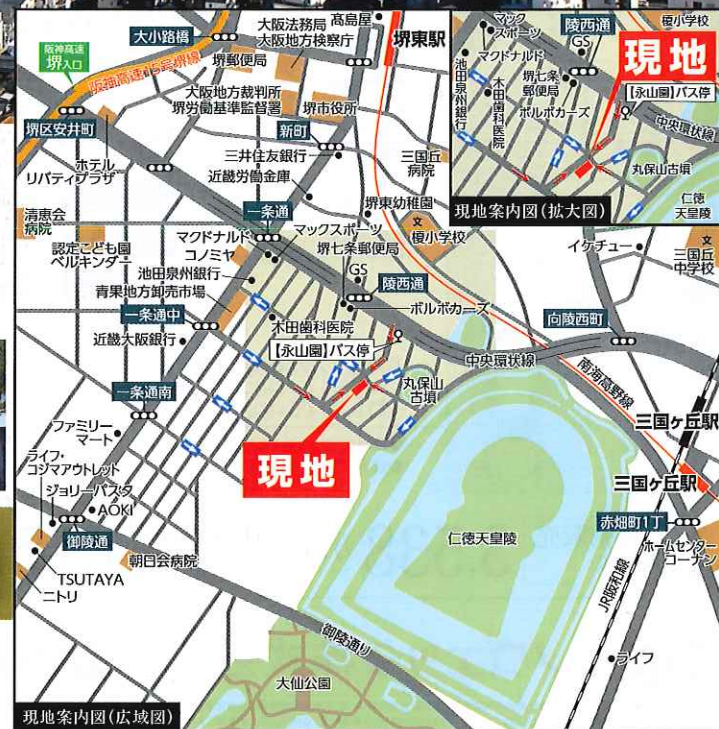 大小路橋
大阪法務局
大阪地方検察庁
髙島屋
堺東駅
阪神高速
堺入口
阪神高速15号堺線
堺郵便局
大阪地方裁判所
堺労働基準監督署
堺市役所
堺区安井町
新町
三井住友銀行
三国丘
病院
ホテル
リバティプラザ
近畿労働金庫
堺東幼稚園
清恵会
病院
一条通
マックスポーツ
榎小学校
認定こども園
ベルキンダー
マクドナルド
コノミヤ
堺七条郵便局
GS
陵西通
池田泉州銀行
青果地方卸売市場
ボルボカーズ
一条通中
木田歯科医院
【永山園】バス停
近畿大阪銀行
中央環状線
丸保山
古墳
一条通南
現地
ファミリー
マート
ライフ・
コジマアウトレット
ジョリーパスタ
AOKI
御陵通
朝日会病院
TSUTAYA
ニトリ
仁徳天皇陵
御陵通り
大仙公園
イケチュー
三国丘
中学校
文
向陵西町
南海高野線
三国ヶ丘駅
三国ヶ丘駅
赤畑町1丁
ホームセンター
コーナン
JR阪和線
ライフ
現地案内図(広域図)
マック
スポーツ
陵西通
GS
榎小学校
マクドナルド
現地
池田泉州銀行
木田歯科医院
堺七条
郵便局
ボルボカーズ
【永山園】バス停
中央環状線
丸保山古墳
仁徳
天皇陵
現地案内図(拡大図)